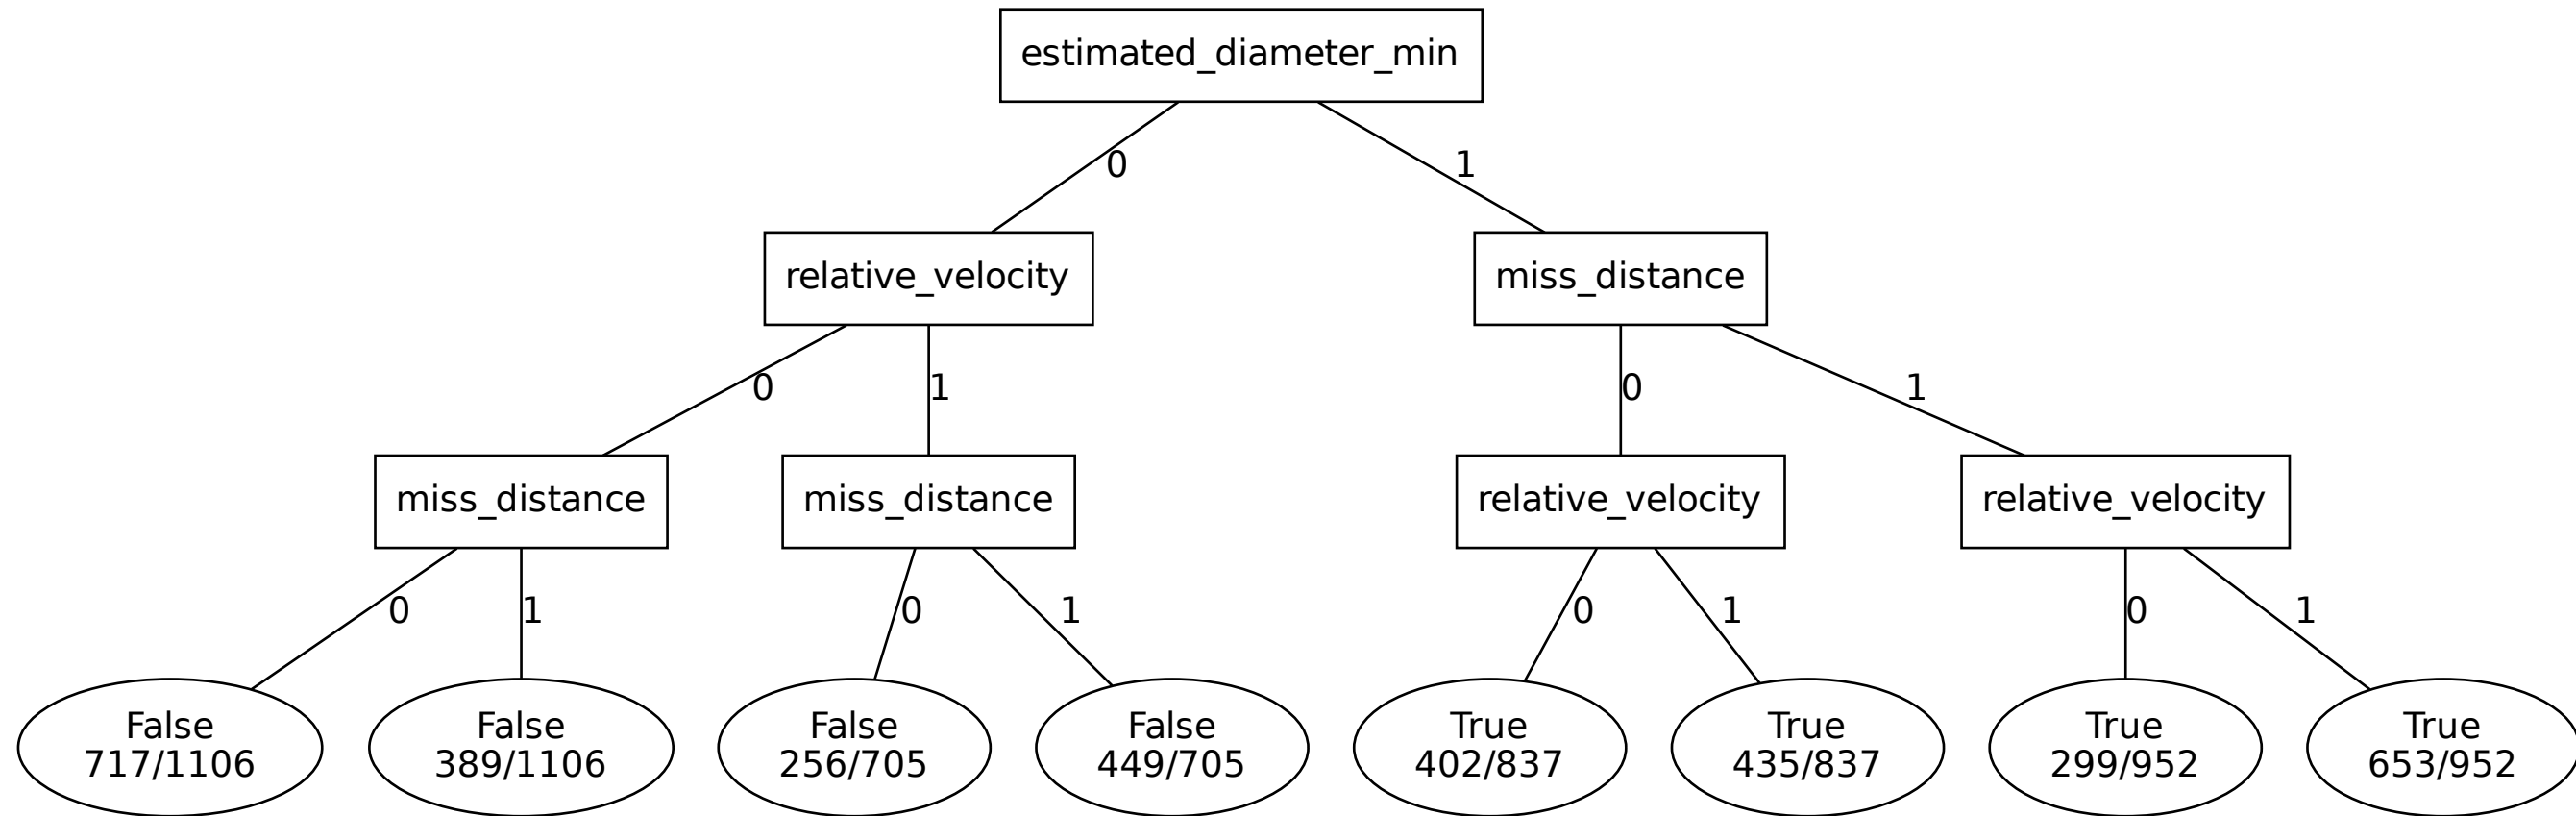 estimated_diameter_min
0
1
relative_velocity
miss_distance
0
1
0
1
miss_distance
miss_distance
relative_velocity
relative_velocity
0
1
0
1
0
1
0
1
False
717/1106
False
389/1106
False
256/705
False
449/705
True
402/837
True
435/837
True
299/952
True
653/952